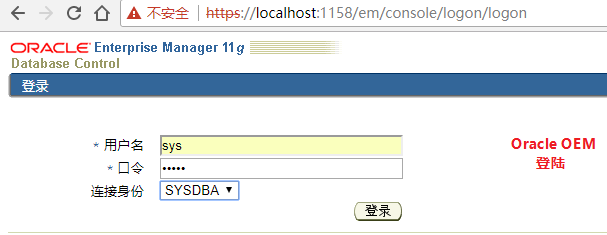 不安全 https://localhost:1158/em/console/logon/logon
ORACLE Enterprise Manager 11g
Database Control
登录
* 用户名 sys
* 口令 •••••
连接身份 SYSDBA
登录
Oracle OEM
登陆